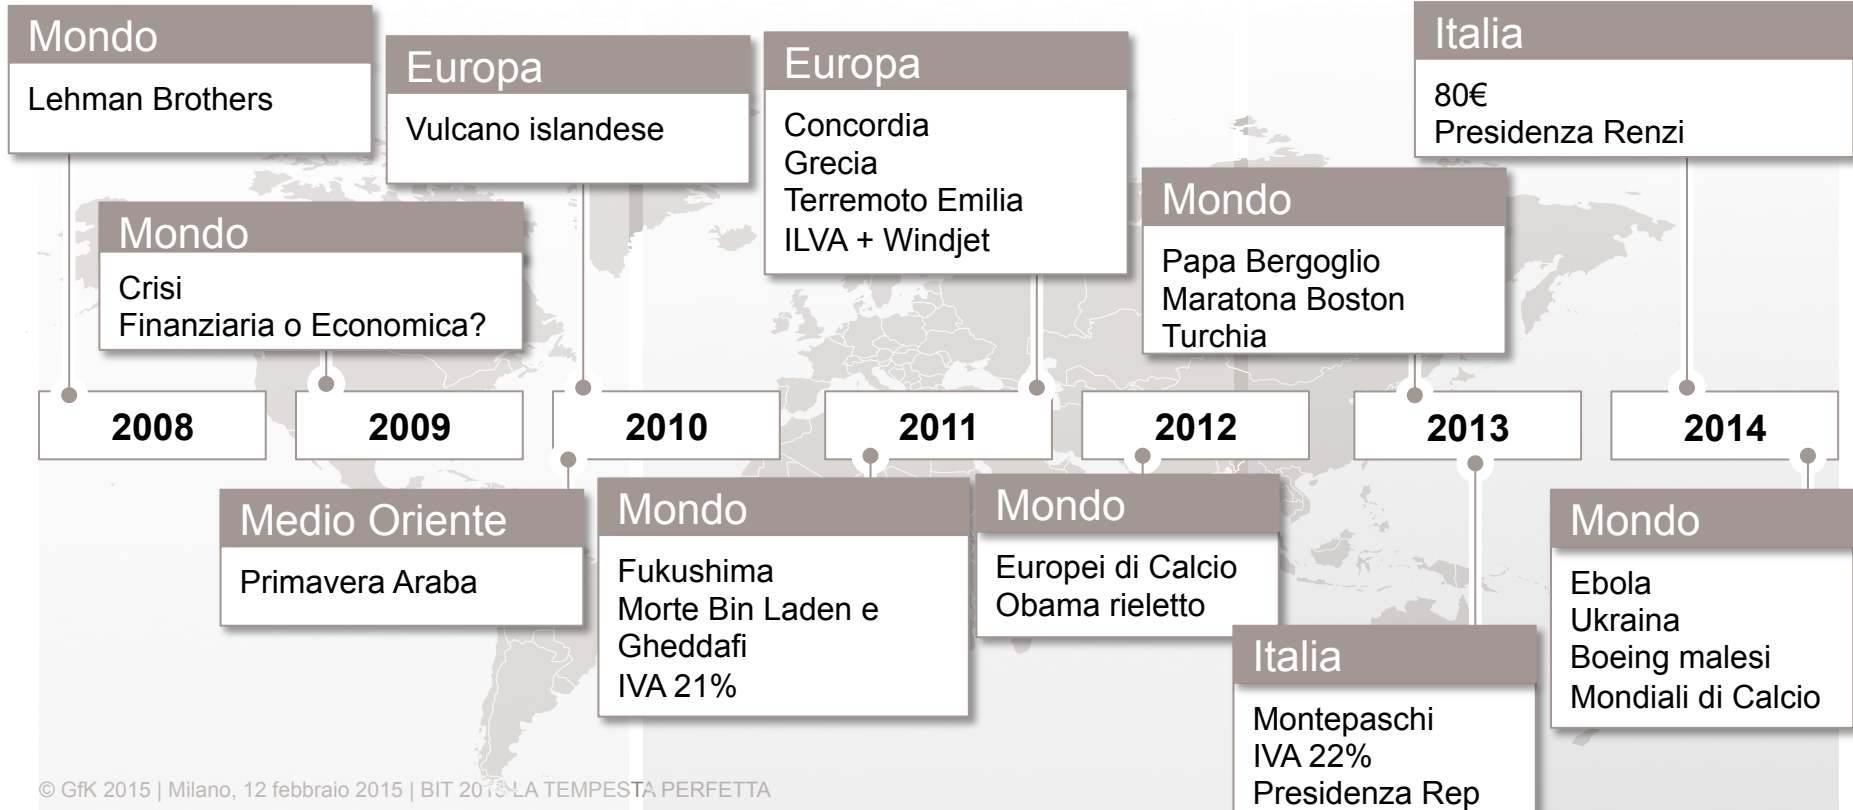 Mondo
Lehman Brothers
Mondo
Crisi
Finanziaria o Economica?
Europa
Vulcano islandese
Europa
Concordia
Grecia
Terremoto Emilia
ILVA + Windjet
Mondo
Papa Bergoglio
Maratona Boston
Turchia
Italia
80€
Presidenza Renzi
2008
2009
2010
2011
2012
2013
2014
Medio Oriente
Primavera Araba
Mondo
Fukushima
Morte Bin Laden e
Gheddafi
IVA 21%
Mondo
Europei di Calcio
Obama rieletto
Italia
Montepaschi
IVA 22%
Presidenza Rep
Mondo
Ebola
Ukraina
Boeing malesi
Mondiali di Calcio
© GfK 2015 | Milano, 12 febbraio 2015 | BIT 2015 LA TEMPESTA PERFETTA